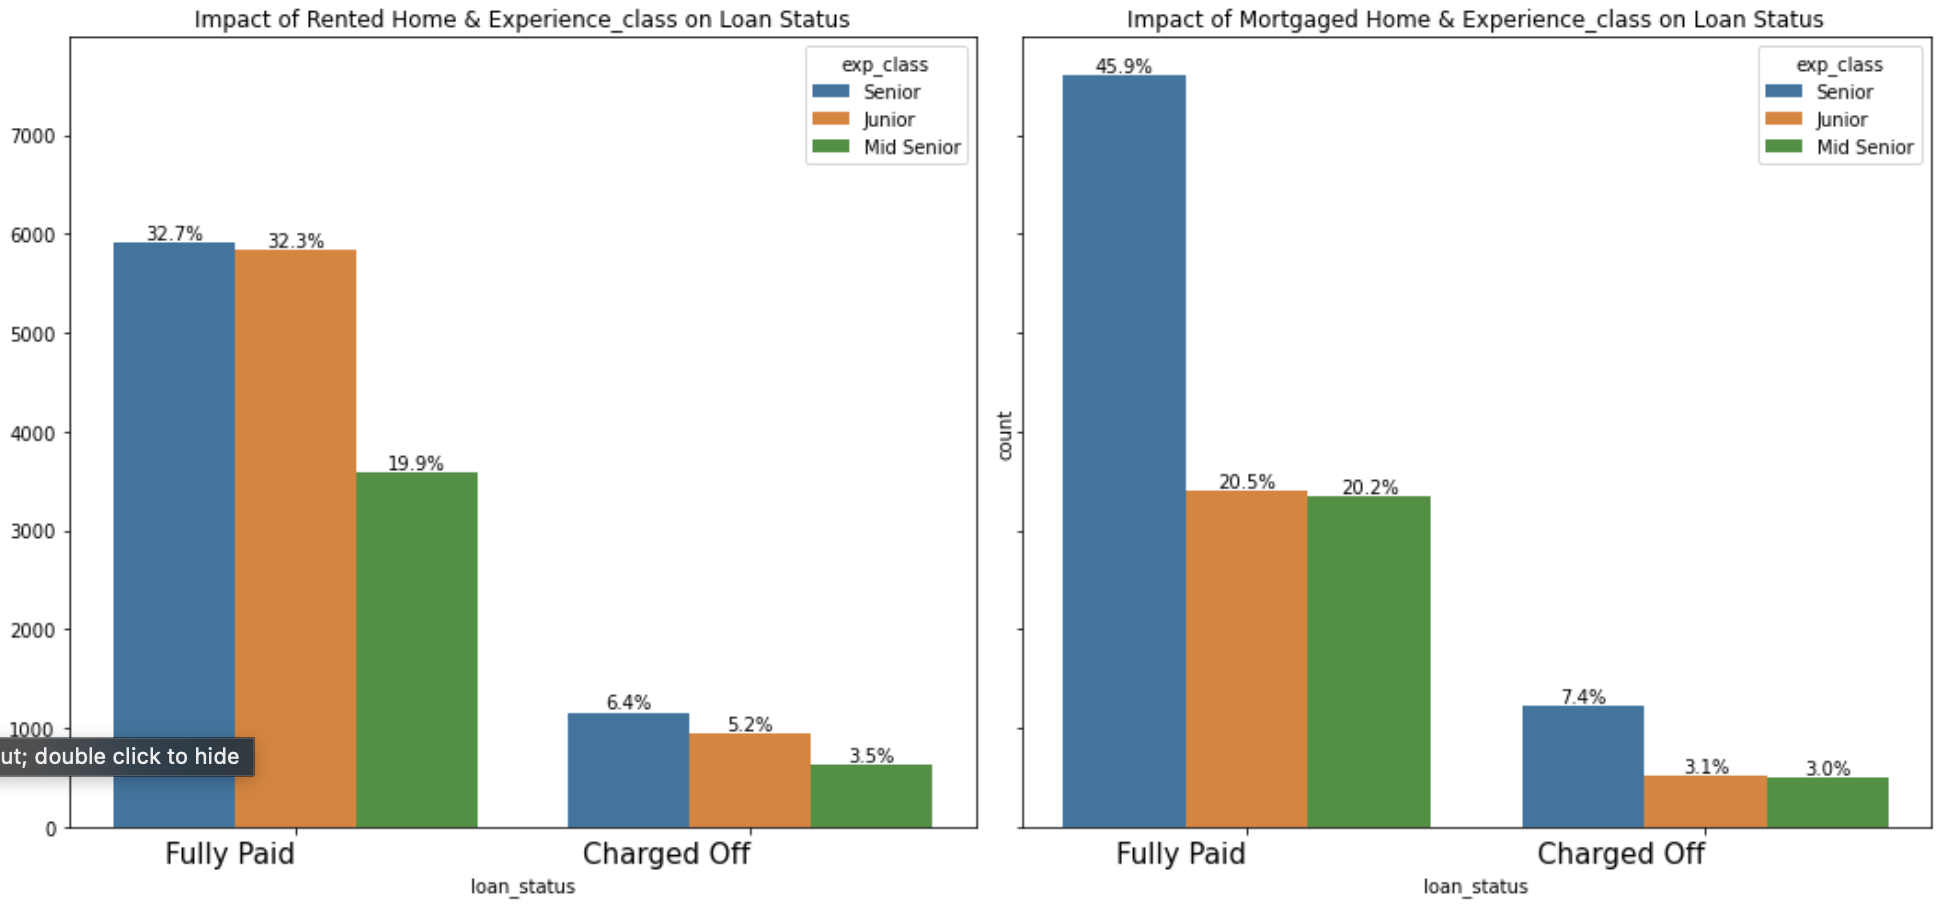 Impact of Rented Home & Experience_class on Loan Status
exp_class
Senior
Junior
Mid Senior
7000
6000
5000
4000
3000
2000
1000
0
32.7%
32.3%
19.9%
6.4%
5.2%
3.5%
ut; double click to hide
Fully Paid
Charged Off
loan_status
Impact of Mortgaged Home & Experience_class on Loan Status
exp_class
Senior
Junior
Mid Senior
count
45.9%
20.5%
20.2%
7.4%
3.1%
3.0%
Fully Paid
Charged Off
loan_status